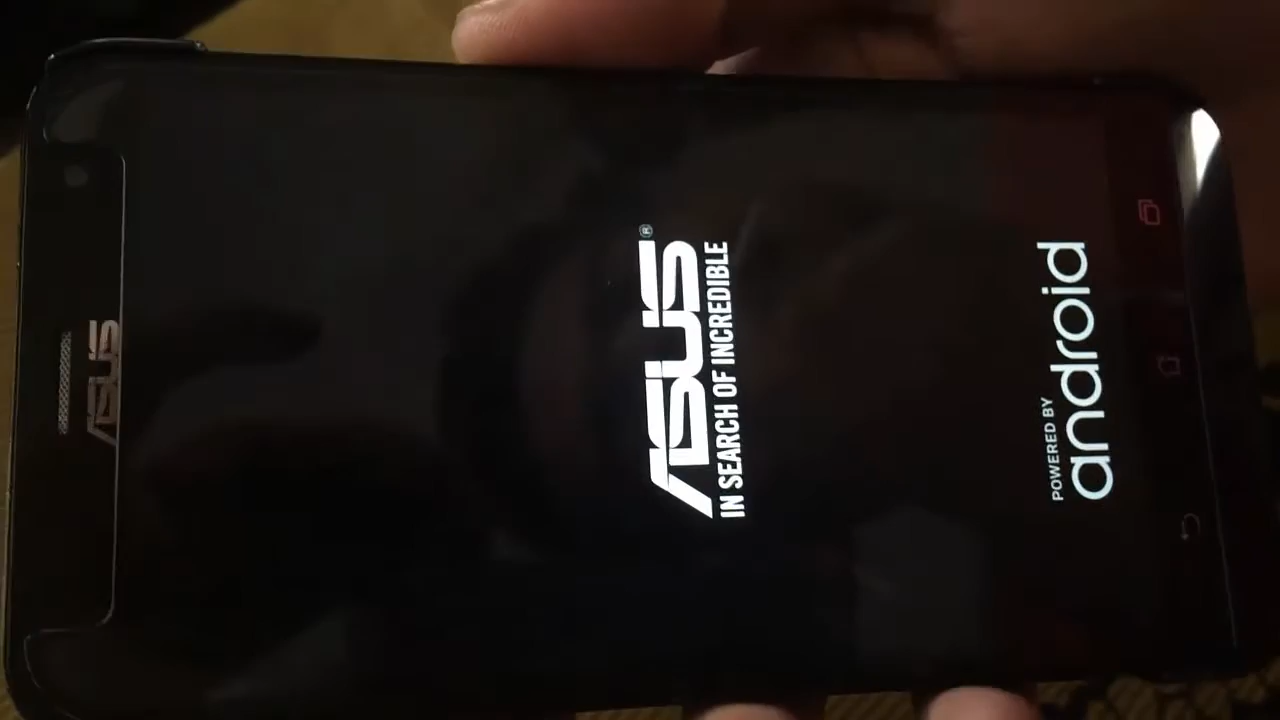 ASUS
ASUS®
IN SEARCH OF INCREDIBLE
POWERED BY
android